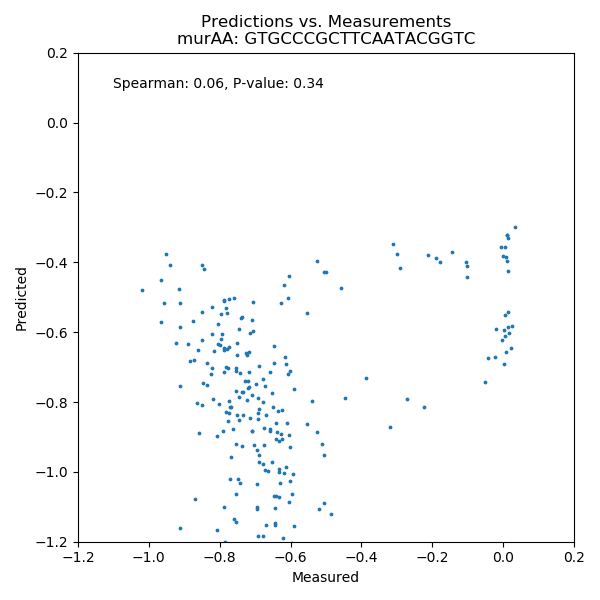 Predictions vs. Measurements
murAA: GTGCCCGCTTCAATACGGTC
Spearman: 0.06, P-value: 0.34
0.2
0.0
−0.2
−0.4
−0.6
−0.8
−1.0
−1.2
Predicted
−1.2 −1.0 −0.8 −0.6 −0.4 −0.2 0.0 0.2
Measured